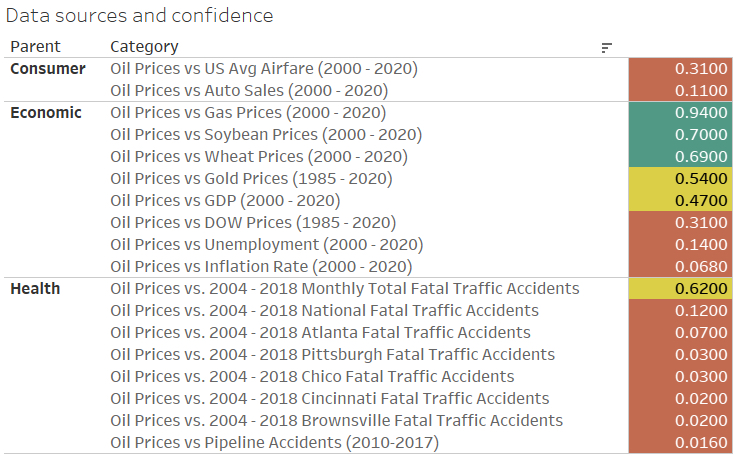 Data sources and confidence
Parent Category
Consumer Oil Prices vs US Avg Airfare (2000 - 2020) 0.3100
Oil Prices vs Auto Sales (2000 - 2020) 0.1100
Economic Oil Prices vs Gas Prices (2000 - 2020) 0.9400
Oil Prices vs Soybean Prices (2000 - 2020) 0.7000
Oil Prices vs Wheat Prices (2000 - 2020) 0.6900
Oil Prices vs Gold Prices (1985 - 2020) 0.5400
Oil Prices vs GDP (2000 - 2020) 0.4700
Oil Prices vs DOW Prices (1985 - 2020) 0.3100
Oil Prices vs Unemployment (2000 - 2020) 0.1400
Oil Prices vs Inflation Rate (2000 - 2020) 0.0680
Health Oil Prices vs. 2004 - 2018 Monthly Total Fatal Traffic Accidents 0.6200
Oil Prices vs. 2004 - 2018 National Fatal Traffic Accidents 0.1200
Oil Prices vs. 2004 - 2018 Atlanta Fatal Traffic Accidents 0.0700
Oil Prices vs. 2004 - 2018 Pittsburgh Fatal Traffic Accidents 0.0300
Oil Prices vs. 2004 - 2018 Chico Fatal Traffic Accidents 0.0300
Oil Prices vs. 2004 - 2018 Cincinnati Fatal Traffic Accidents 0.0200
Oil Prices vs. 2004 - 2018 Brownsville Fatal Traffic Accidents 0.0200
Oil Prices vs Pipeline Accidents (2010-2017) 0.0160